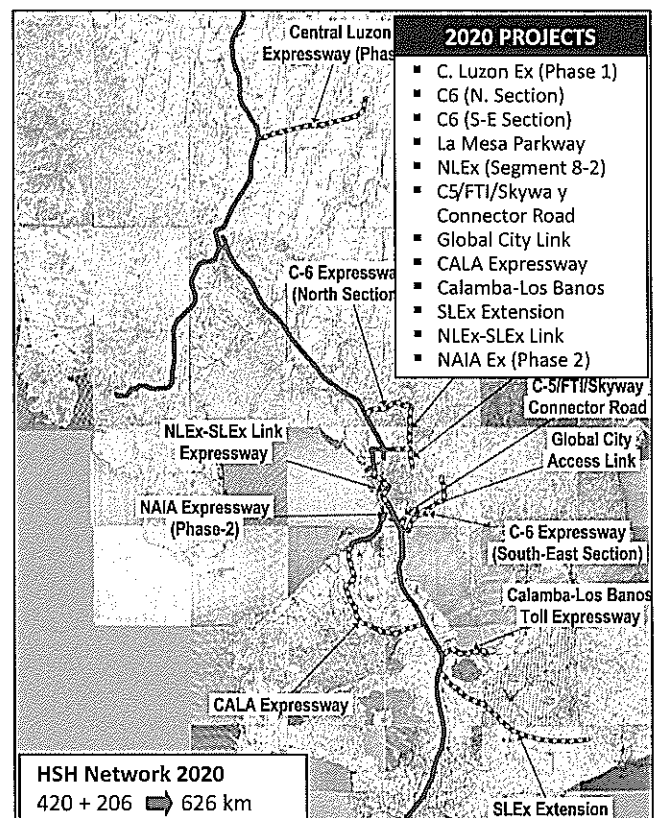 Central Luzon
Expressway (Phas
2020 PROJECTS
▪ C. Luzon Ex (Phase 1)
▪ C6 (N. Section)
▪ C6 (S-E Section)
▪ La Mesa Parkway
▪ NLEx (Segment 8-2)
▪ C5/FTI/Skywa y
Connector Road
▪ Global City Link
▪ CALA Expressway
▪ Calamba-Los Banos
▪ SLEx Extension
▪ NLEx-SLEx Link
▪ NAIA Ex (Phase 2)
C-6 Expresswa
(North Section
C-5/FTI/Skyway
Connector Road
NLEx-SLEx Link
Expressway
Global City
Access Link
NAIA Expressway
(Phase-2)
C-6 Expressway
(South-East Section)
Calamba-Los Banos
Toll Expressway
CALA Expressway
SLEx Extension
HSH Network 2020
420 + 206 ⇒ 626 km